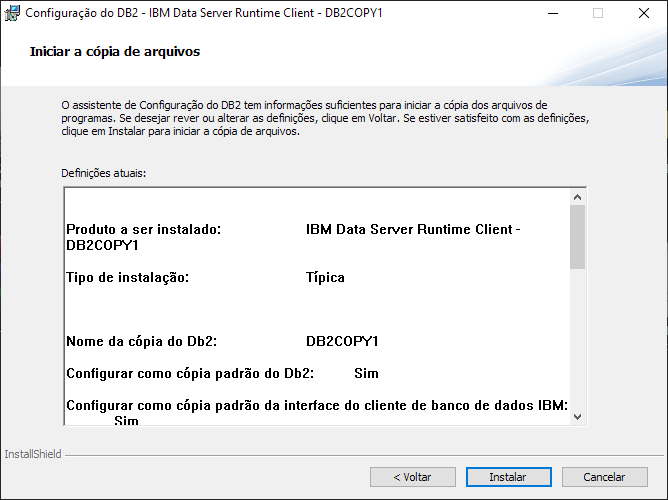 Configuração do DB2 - IBM Data Server Runtime Client - DB2COPY1
Iniciar a cópia de arquivos
O assistente de Configuração do DB2 tem informações suficientes para iniciar a cópia dos arquivos de
programas. Se desejar rever ou alterar as definições, clique em Voltar. Se estiver satisfeito com as definições,
clique em Instalar para iniciar a cópia de arquivos.
Definições atuais:
Produto a ser instalado: IBM Data Server Runtime Client -
DB2COPY1
Tipo de instalação: Típica
Nome da cópia do Db2: DB2COPY1
Configurar como cópia padrão do Db2: Sim
Configurar como cópia padrão da interface do cliente de banco de dados IBM:
Sim
InstallShield
< Voltar Instalar Cancelar